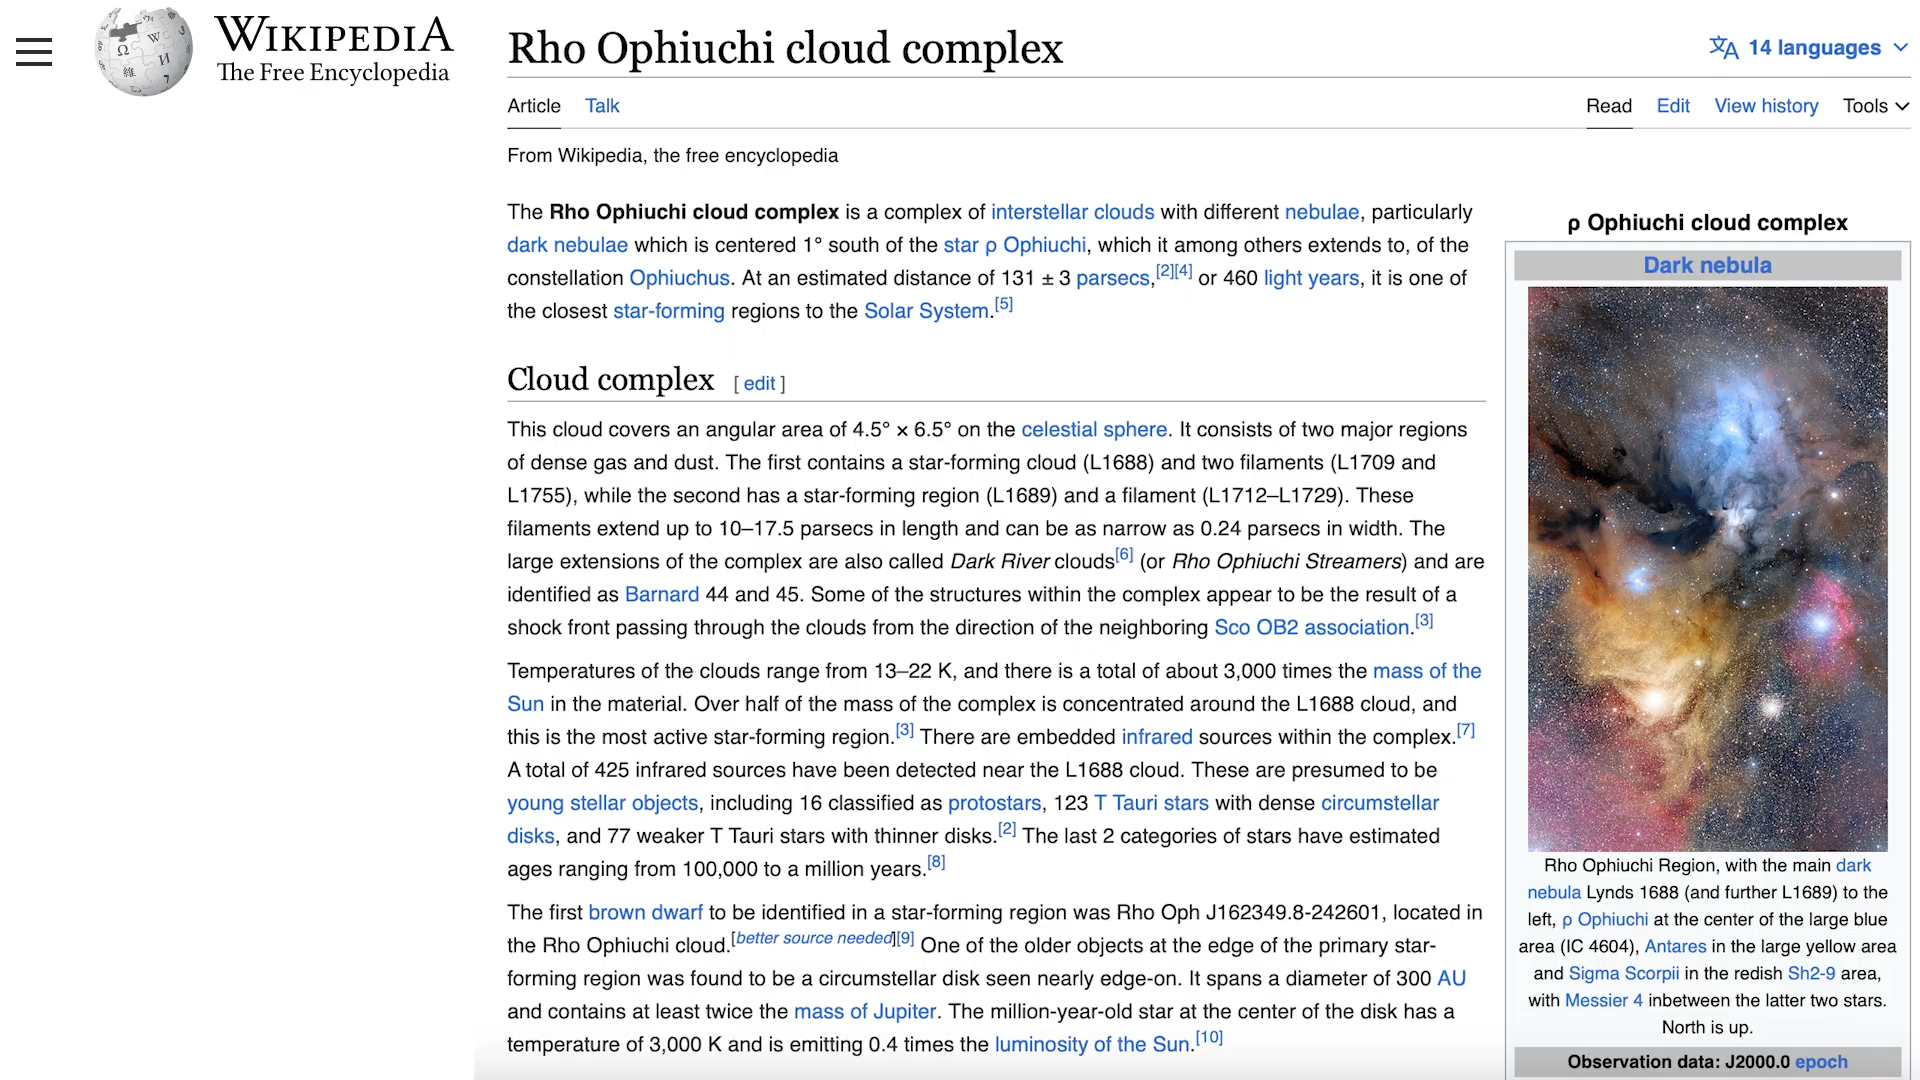 WIKIPEDIA
The Free Encyclopedia
Rho Ophiuchi cloud complex
14 languages
Article Talk
Read Edit View history Tools
From Wikipedia, the free encyclopedia
The Rho Ophiuchi cloud complex is a complex of interstellar clouds with different nebulae, particularly
dark nebulae which is centered 1° south of the star ρ Ophiuchi, which it among others extends to, of the
constellation Ophiuchus. At an estimated distance of 131 ± 3 parsecs,[2][4] or 460 light years, it is one of
the closest star-forming regions to the Solar System.[5]
Cloud complex [ edit ]
This cloud covers an angular area of 4.5° × 6.5° on the celestial sphere. It consists of two major regions
of dense gas and dust. The first contains a star-forming cloud (L1688) and two filaments (L1709 and
L1755), while the second has a star-forming region (L1689) and a filament (L1712–L1729). These
filaments extend up to 10–17.5 parsecs in length and can be as narrow as 0.24 parsecs in width. The
large extensions of the complex are also called Dark River clouds[6] (or Rho Ophiuchi Streamers) and are
identified as Barnard 44 and 45. Some of the structures within the complex appear to be the result of a
shock front passing through the clouds from the direction of the neighboring Sco OB2 association.[3]
Temperatures of the clouds range from 13–22 K, and there is a total of about 3,000 times the mass of the
Sun in the material. Over half of the mass of the complex is concentrated around the L1688 cloud, and
this is the most active star-forming region.[3] There are embedded infrared sources within the complex.[7]
A total of 425 infrared sources have been detected near the L1688 cloud. These are presumed to be
young stellar objects, including 16 classified as protostars, 123 T Tauri stars with dense circumstellar
disks, and 77 weaker T Tauri stars with thinner disks.[2] The last 2 categories of stars have estimated
ages ranging from 100,000 to a million years.[8]
The first brown dwarf to be identified in a star-forming region was Rho Oph J162349.8-242601, located in
the Rho Ophiuchi cloud.[better source needed][9] One of the older objects at the edge of the primary star-
forming region was found to be a circumstellar disk seen nearly edge-on. It spans a diameter of 300 AU
and contains at least twice the mass of Jupiter. The million-year-old star at the center of the disk has a
temperature of 3,000 K and is emitting 0.4 times the luminosity of the Sun.[10]
ρ Ophiuchi cloud complex
Dark nebula
Rho Ophiuchi Region, with the main dark
nebula Lynds 1688 (and further L1689) to the
left, ρ Ophiuchi at the center of the large blue
area (IC 4604), Antares in the large yellow area
and Sigma Scorpii in the redish Sh2-9 area,
with Messier 4 inbetween the latter two stars.
North is up.
Observation data: J2000.0 epoch